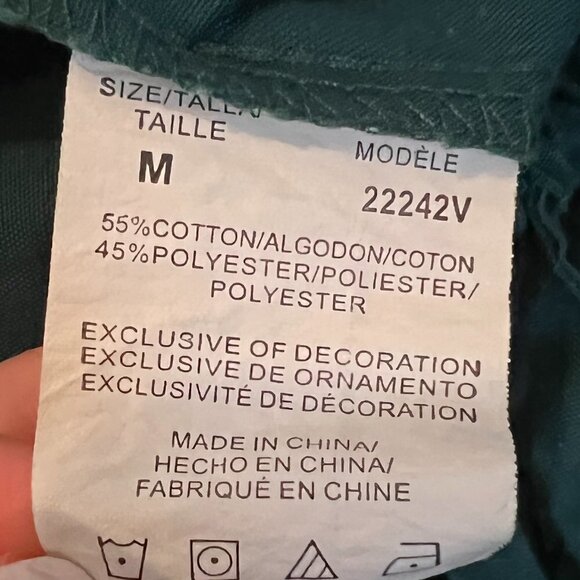 SIZE/TALLA
TAILLE
M
MODÈLE
22242V
55%COTTON/ALGODON/COTON
45%POLYESTER/POLIESTER/
POLYESTER
EXCLUSIVE OF DECORATION
EXCLUSIVE DE ORNAMENTO
EXCLUSIVITÉ DE DÉCORATION
MADE IN CHINA/
HECHO EN CHINA/
FABRIQUÉ EN CHINE